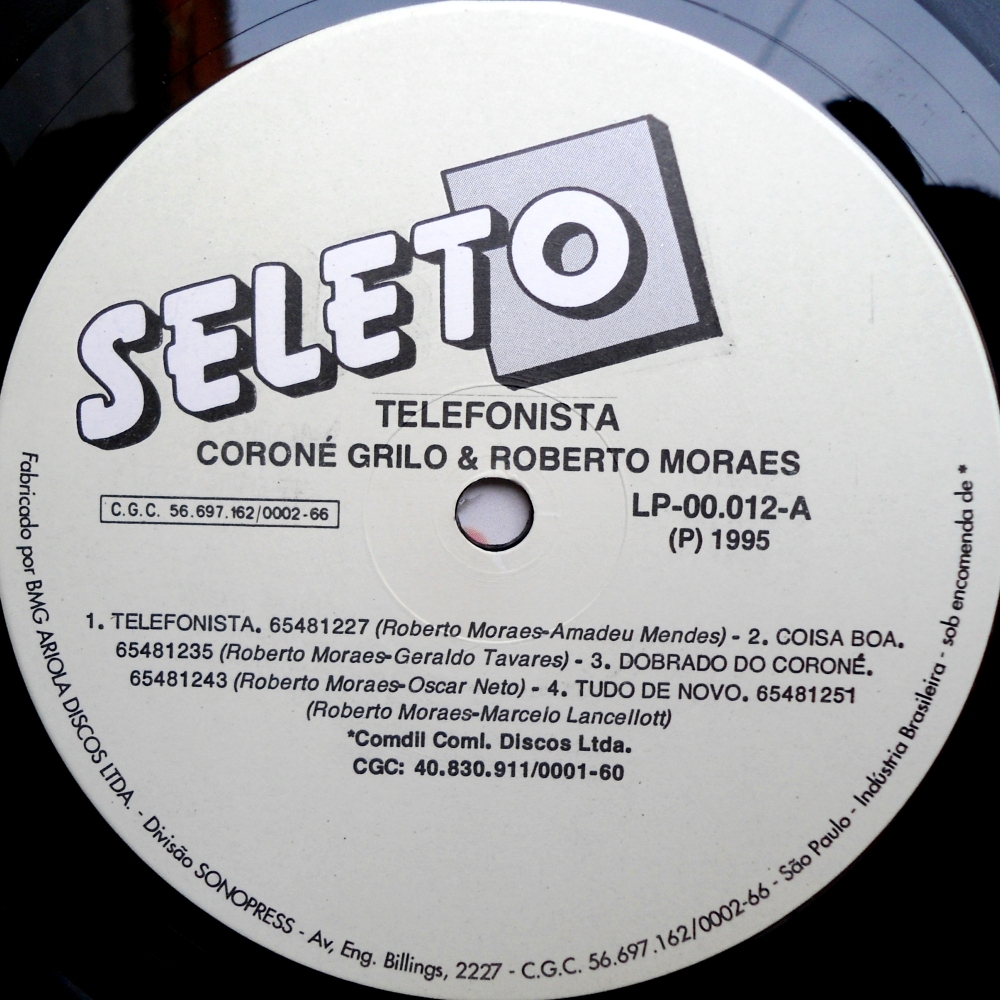 SELETO
TELEFONISTA
CORONÉ GRILO & ROBERTO MORAES
C.G.C. 56.697.162/0002-66
LP-00.012-A
(P) 1995
1. TELEFONISTA. 65481227 (Roberto Moraes-Amadeu Mendes) - 2. COISA BOA.
65481235 (Roberto Moraes-Geraldo Tavares) - 3. DOBRADO DO CORONÉ.
65481243 (Roberto Moraes-Oscar Neto) - 4. TUDO DE NOVO. 65481251
(Roberto Moraes-Marcelo Lancellott)
*Comdil Coml. Discos Ltda.
CGC: 40.830.911/0001-60
Fabricado por BMG ARIOLA DISCOS LTDA. - Divisão SONOPRESS - Av, Eng. Billings, 2227 - C.G.C. 56.697.162/0002-66 - São Paulo - Indústria Brasileira - sob encomenda de *